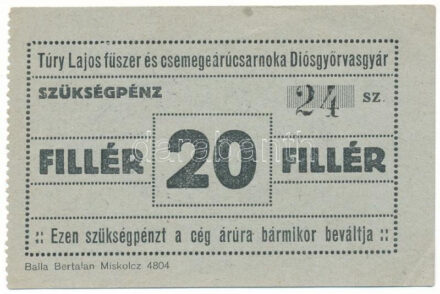 Túry Lajos fűszer és csemegeárúcsarnoka Diósgyőrvasgyár
SZÜKSÉGPÉNZ 24 SZ.
FILLÉR 20 FILLÉR
:: Ezen szükségpénzt a cég árúra bármikor beváltja ::
Balla Bertalan Miskolcz 4804
darabanth